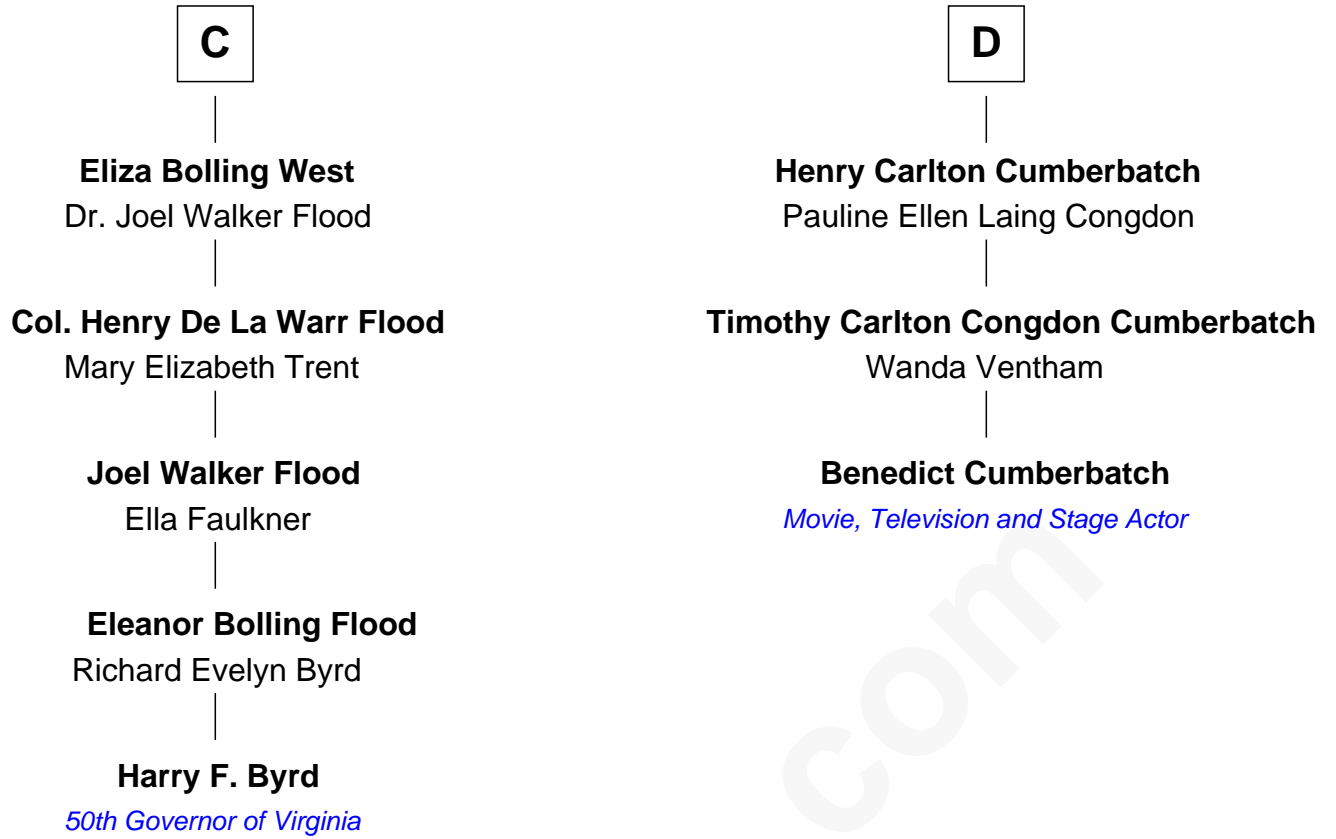 C
Eliza Bolling West
Dr. Joel Walker Flood
Col. Henry De La Warr Flood
Mary Elizabeth Trent
Joel Walker Flood
Ella Faulkner
Eleanor Bolling Flood
Richard Evelyn Byrd
Harry F. Byrd
50th Governor of Virginia
D
Henry Carlton Cumberbatch
Pauline Ellen Laing Congdon
Timothy Carlton Congdon Cumberbatch
Wanda Ventham
Benedict Cumberbatch
Movie, Television and Stage Actor
com